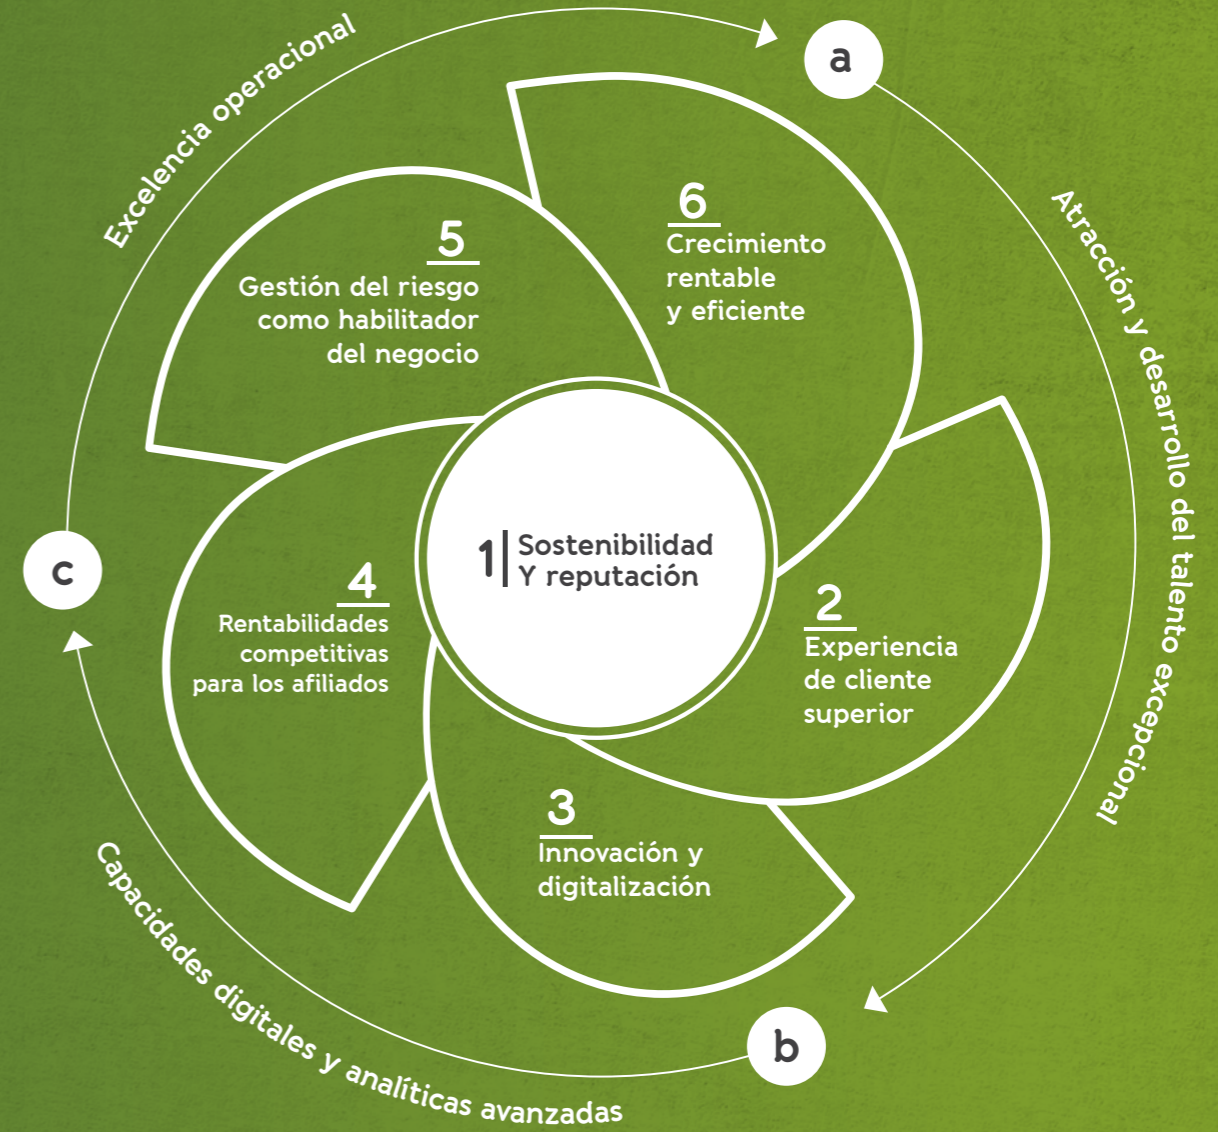 1
Sostenibilidad
Y reputación
2
Experiencia
de cliente
superior
3
Innovación y
digitalización
4
Rentabilidades
competitivas
para los afiliados
5
Gestión del riesgo
como habilitador
del negocio
6
Crecimiento
rentable
y eficiente
a
Atracción y desarrollo del talento excepcional
b
Capacidades digitales y analíticas avanzadas
c
Excelencia operacional